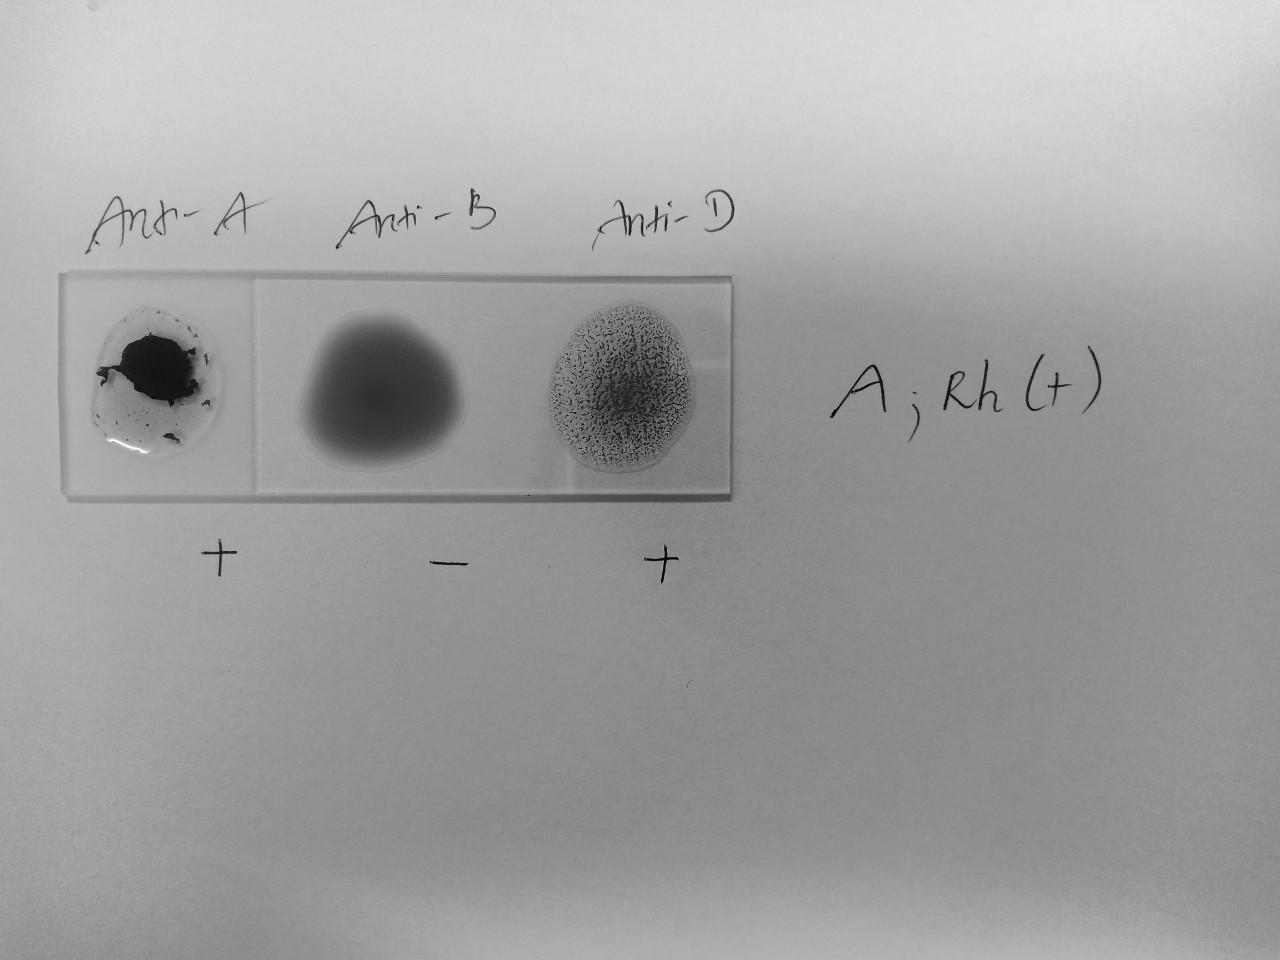 Anti-A Anti-B Anti-D
A; Rh (+)
+ - +